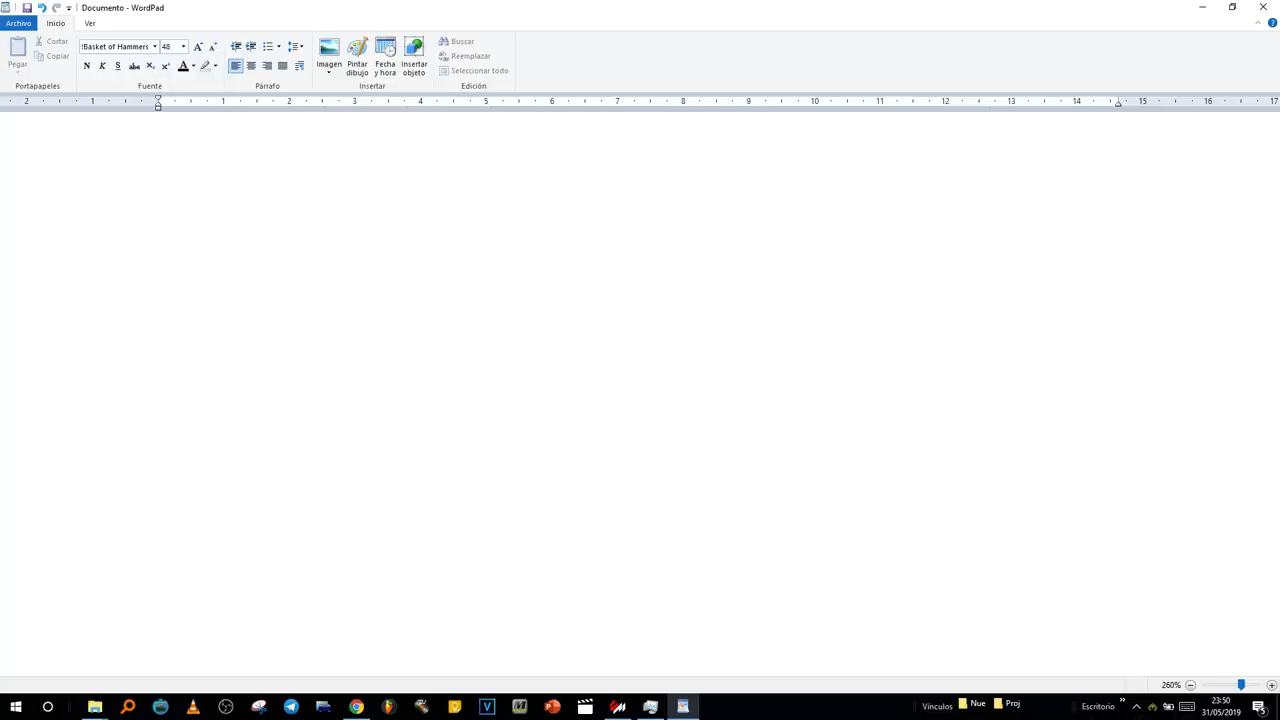 Documento - WordPad
Archivo Inicio Ver
Pegar Cortar Copiar
!Basket of Hammers 48
N K S abc X₂ X² A
Imagen Pintar dibujo Fecha y hora Insertar objeto
Buscar
Reemplazar
Seleccionar todo
Portapapeles Fuente Párrafo Insertar Edición
2 1 1 2 3 4 5 6 7 8 9 10 11 12 13 14 15 16 17
260%
Vínculos Nue Proj Escritorio 23:50
31/05/2019